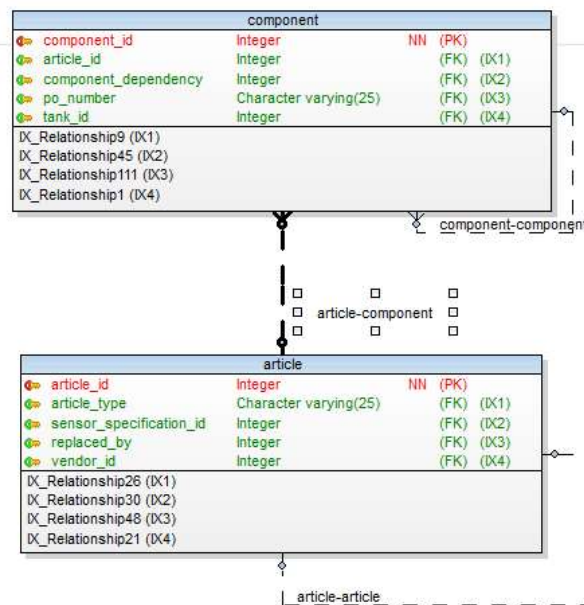 component
component_id Integer NN (PK)
article_id Integer (FK) (IX1)
component_dependency Integer (FK) (IX2)
po_number Character varying(25) (FK) (IX3)
tank_id Integer (FK) (IX4)
IX_Relationship9 (IX1)
IX_Relationship45 (IX2)
IX_Relationship111 (IX3)
IX_Relationship1 (IX4)
component-component
article-component
article
article_id Integer NN (PK)
article_type Character varying(25) (FK) (IX1)
sensor_specification_id Integer (FK) (IX2)
replaced_by Integer (FK) (IX3)
vendor_id Integer (FK) (IX4)
IX_Relationship26 (IX1)
IX_Relationship30 (IX2)
IX_Relationship48 (IX3)
IX_Relationship21 (IX4)
article-article